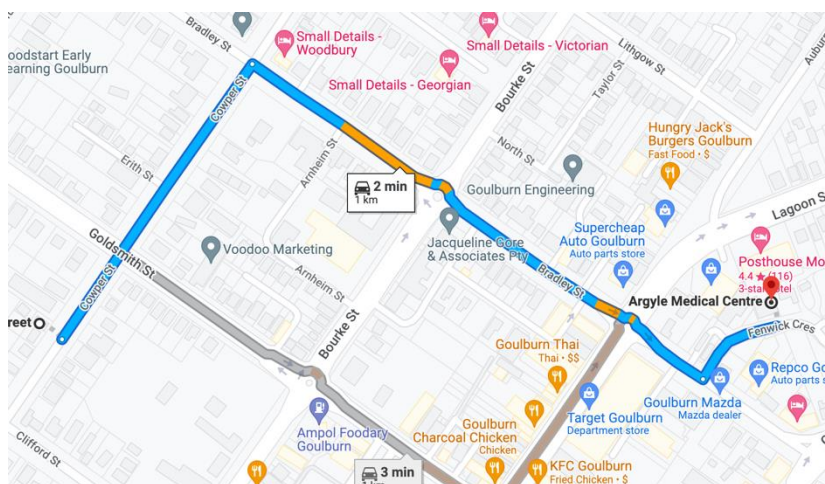 Bradley St
Small Details -
Woodbury
Small Details - Victorian
Lithgow St
oodstart Early
earning Goulburn
Cowper St
Small Details - Georgian
Bourke St
Taylor St
Hungry Jack's
Burgers Goulburn
Fast Food • $
Erith St
Arnheim St
North St
2 min
1 km
Goulburn Engineering
Lagoon S
Goldsmith St
Supercheap
Auto Goulburn
Auto parts store
Voodoo Marketing
Jacqueline Gore
& Associates Pty
Posthouse Mo
4.4 ★ (116)
3-star
tel
Cowper St
Arnheim St
Bradley St
Argyle Medical Centre
reet
Bourke St
Fenwick Cres
Goulburn Thai
Thai • $$
Repco Go
Auto parts s
Goulburn Mazda
Mazda dealer
Ampol Foodary
Goulburn
Goulburn
Charcoal Chicken
Chicken
Target Goulburn
Department store
Clifford St
3 min
KFC Goulburn
Fried Chicken • $